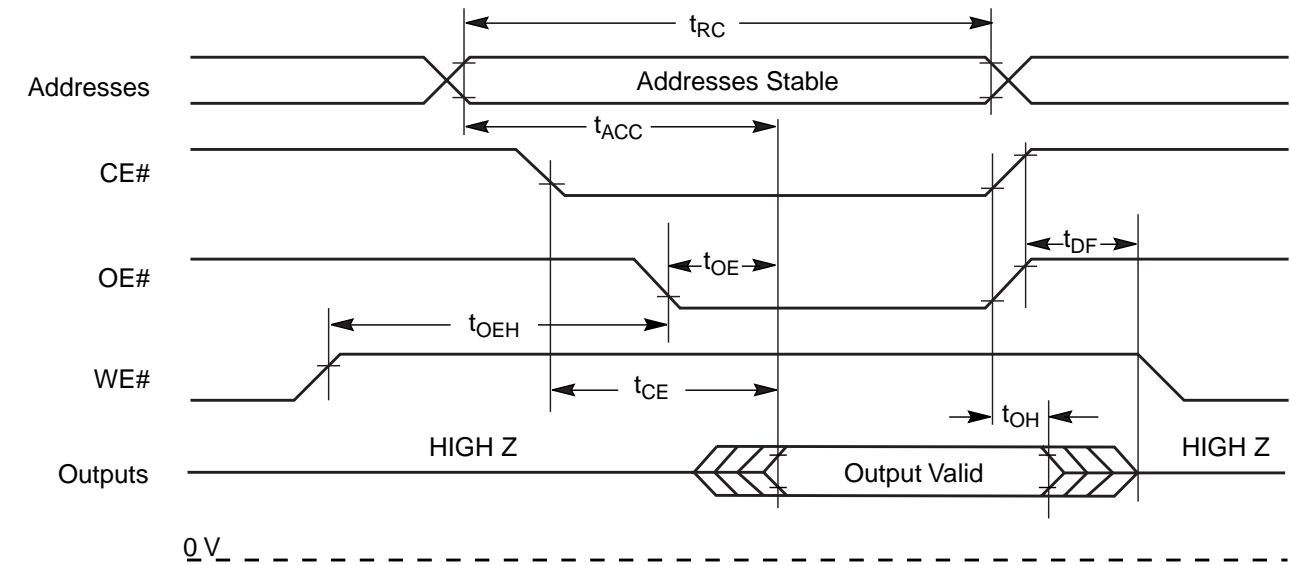 tRC
Addresses
Addresses Stable
tACC
CE#
tDF
tOE
OE#
tOEH
WE#
tCE
tOH
HIGH Z
HIGH Z
Outputs
Output Valid
0 V